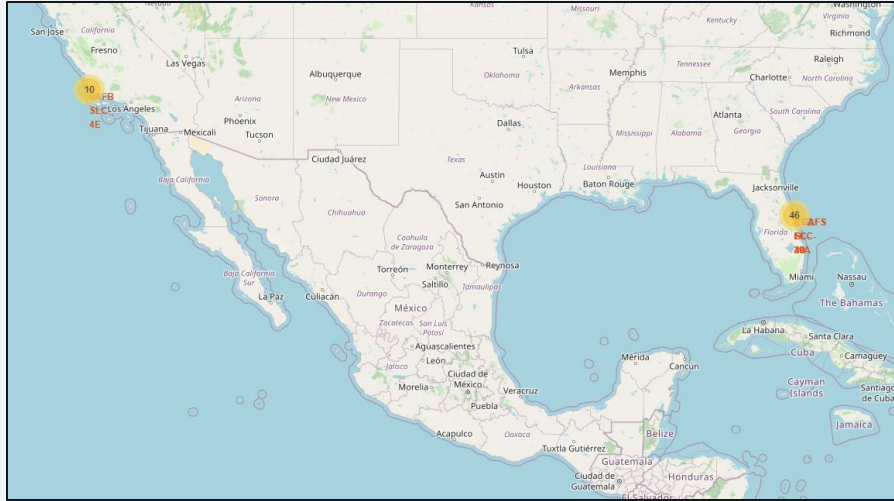 Washington
Nevada
Kansas
Missouri
Kentucky
Virginia
San Jose
California
Richmond
Fresno
Las Vegas
Tulsa
Raleigh
Albuquerque
Oklahoma
Memphis
Tennessee
Charlotte
North Carolina
10
Los Angeles
SLC-
4E
Arizona
New Mexico
Arkansas
South Carolina
Phoenix
Tucson
Dallas
Atlanta
Mississippi
Alabama
Georgia
Tijuana
Mexicali
Ciudad Juárez
Texas
Louisiana
Baja California
Sonora
Austin
Houston
Baton Rouge
Jacksonville
San Antonio
Chihuahua
46
Florida
Coahuila
de Zaragoza
Baja California
Sur
Torreón
Monterrey
Reynosa
Miami
Nassau
Saltillo
Tamaulipas
La Paz
Culiacán
Durango
The Bahamas
México
Zacatecas
San Luis
Potosí
La Habana
Santa Clara
Aguascalientes
Cuba
Camaguey
León
Jalisco
Mérida
Cancún
Ciudad de
México
Cayman
Islands
Santiago
de Cuba
Morelia
Veracruz
Puebla
Jamaica
Acapulco
Oaxaca
Belize
Tuxtla Gutiérrez
Guatemala
Ciudad de
Guatemala
Honduras
El Salvador